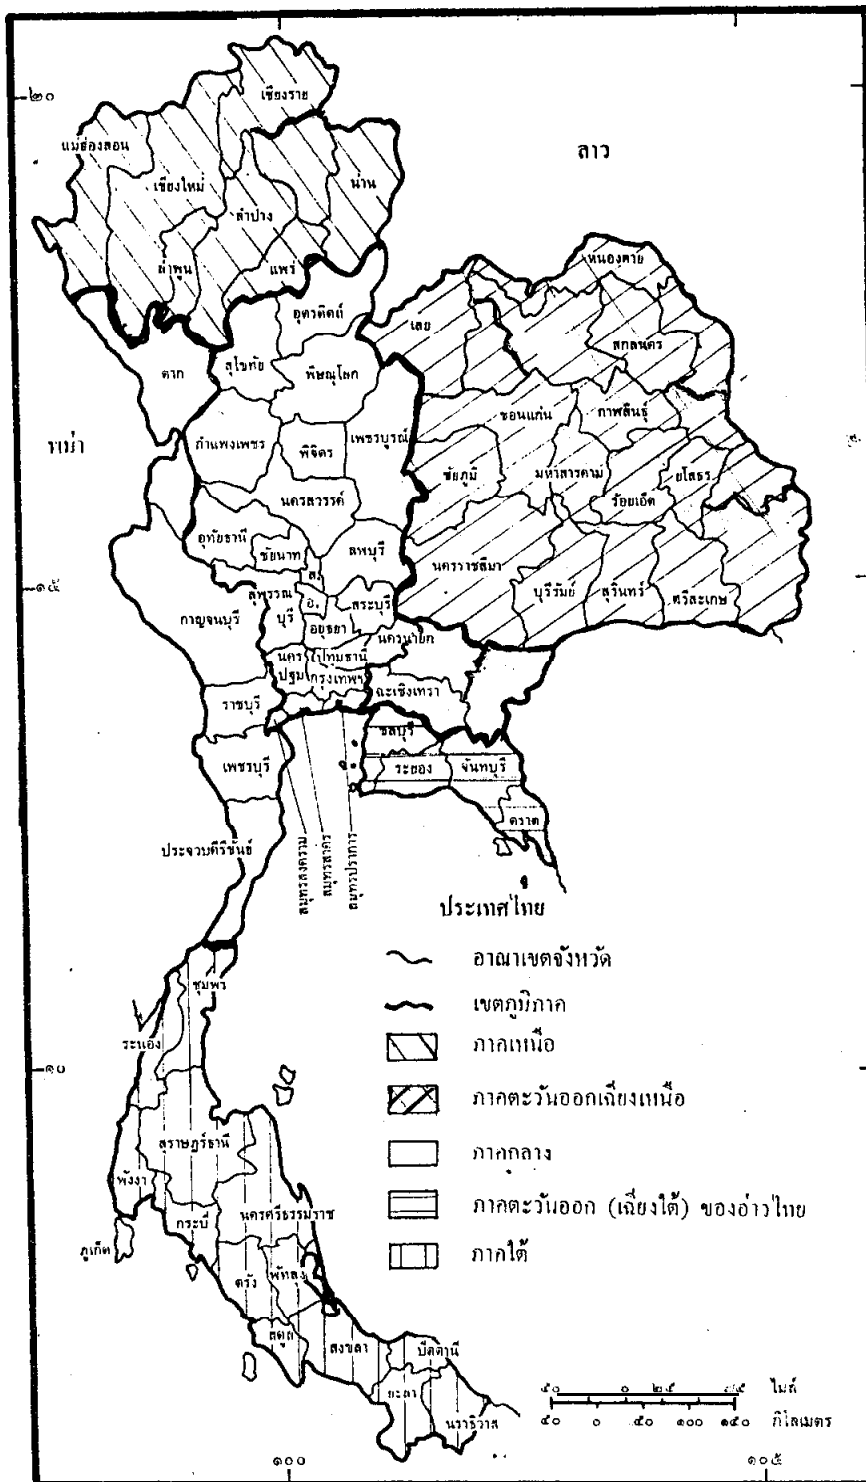 ๒๐
เชียงราย
แม่ฮ่องสอน
ลาว
เชียงใหม่
น่าน
ลำปาง
ลำพูน
แพร่
หนองคาย
อุตรดิตถ์
เลย
สกลนคร
ตาก
สุโขทัย
พิษณุโลก
ขอนแก่น
กาฬสินธุ์
พม่า
กำแพงเพชร
พิจิตร
เพชรบูรณ์
ชัยภูมิ
มหาสารคาม
ร้อยเอ็ด
ยโสธร
นครสวรรค์
อุทัยธานี
ชัยนาท
ลพบุรี
นครราชสีมา
๑๕
ส.
บุรีรัมย์
สุรินทร์
ศรีสะเกษ
กาญจนบุรี
สุพรรณ
บุรี
อ.
สระบุรี
อยุธยา
นครนายก
นคร
ปฐม
ปทุมธานี
กรุงเทพฯ
ฉะเชิงเทรา
ราชบุรี
ชลบุรี
เพชรบุรี
ระยอง
จันทบุรี
ตราด
ประจวบคีรีขันธ์
สมุทรสงคราม
สมุทรสาคร
สมุทรปราการ
ประเทศไทย
อาณาเขตจังหวัด
เขตภูมิภาค
ภาคเหนือ
ภาคตะวันออกเฉียงเหนือ
ภาคกลาง
ภาคตะวันออก (เฉียงใต้) ของอ่าวไทย
ภาคใต้
ชุมพร
ระนอง
๑๐
สุราษฎร์ธานี
พังงา
กระบี่
นครศรีธรรมราช
ภูเก็ต
ตรัง
พัทลุง
สตูล
สงขลา
ปัตตานี
ยะลา
นราธิวาส
๕๐ ๐ ๒๕ ๗๕ ไมล์
๕๐ ๐ ๕๐ ๑๐๐ ๑๕๐ กิโลเมตร
๑๐๐
๑๐๕